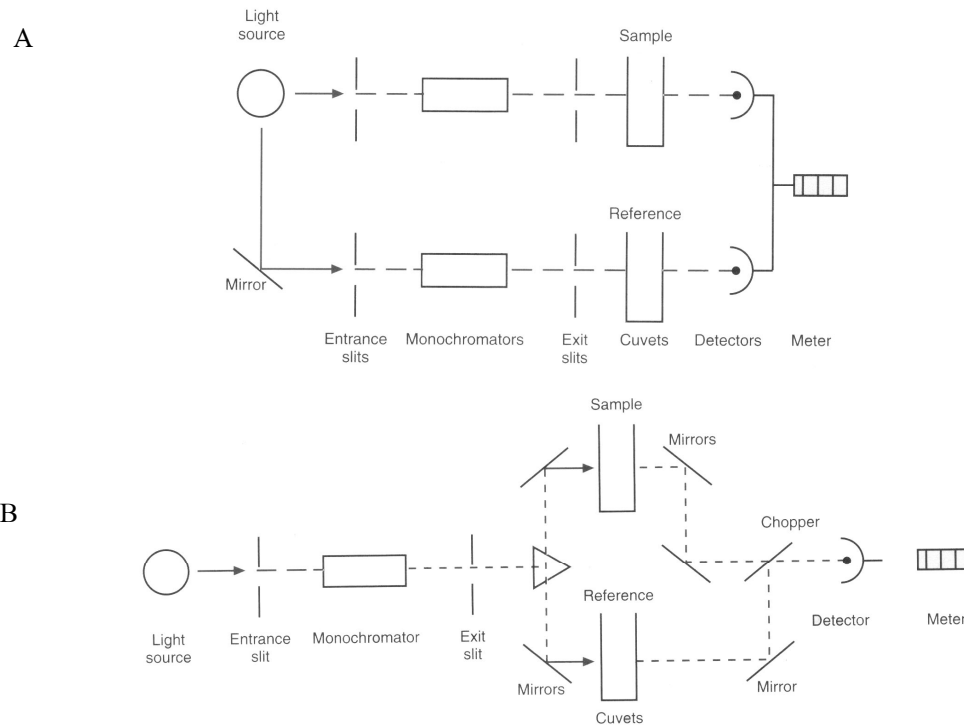 A
Light
source
Sample
Reference
Mirror
Entrance
slits
Monochromators
Exit
slits
Cuvets
Detectors
Meter
B
Sample
Mirrors
Chopper
Reference
Light
source
Entrance
slit
Monochromator
Exit
slit
Mirrors
Cuvets
Mirror
Detector
Meter